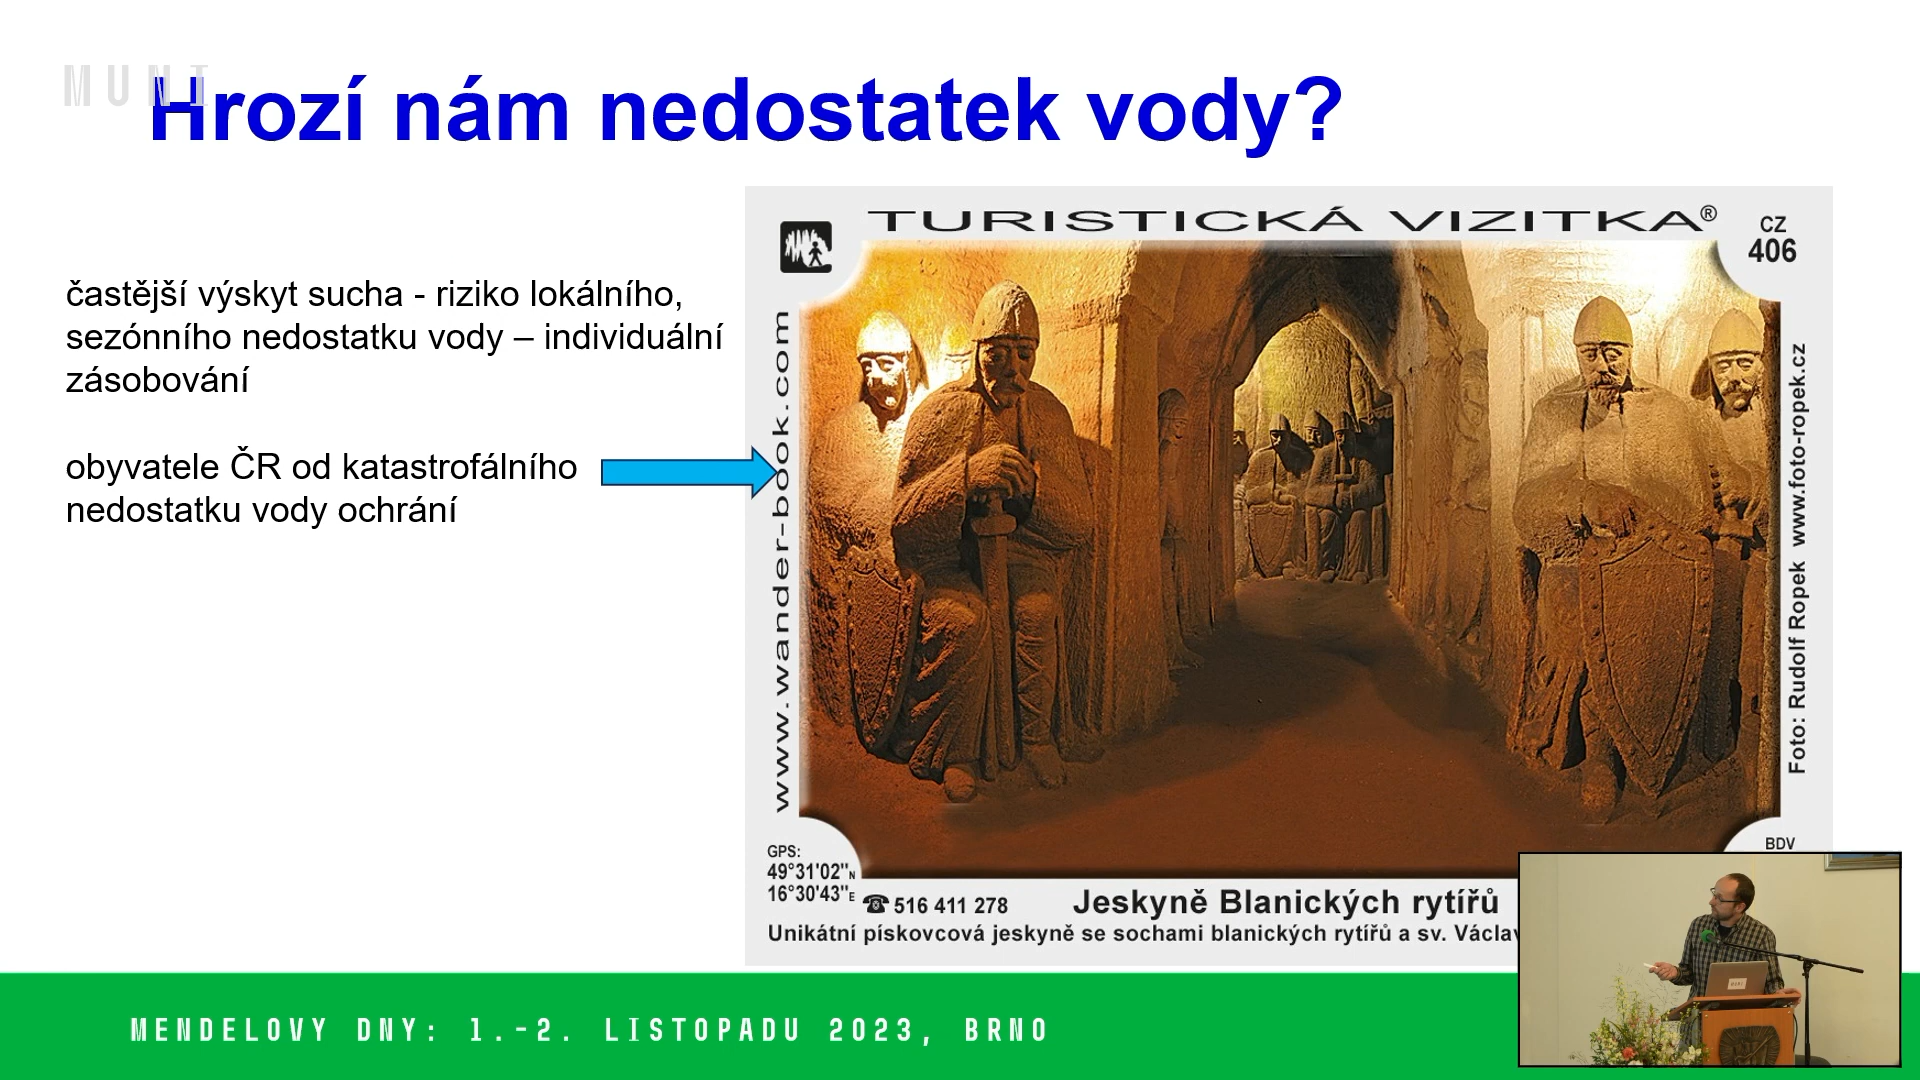 MUNI
Hrozí nám nedostatek vody?
častější výskyt sucha - riziko lokálního,
sezónního nedostatku vody – individuální
zásobování
obyvatele ČR od katastrofálního
nedostatku vody ochrání
TURISTICKÁ VIZITKA®
CZ
406
www.wander-book.com
Foto: Rudolf Ropek www.foto-ropek.cz
BDV
GPS:
49°31'02"N
16°30'43"E
☎ 516 411 278
Jeskyně Blanických rytířů
Unikátní pískovcová jeskyně se sochami blanických rytířů a sv. Václav
MENDELOVY DNY: 1.-2. LISTOPADU 2023, BRNO